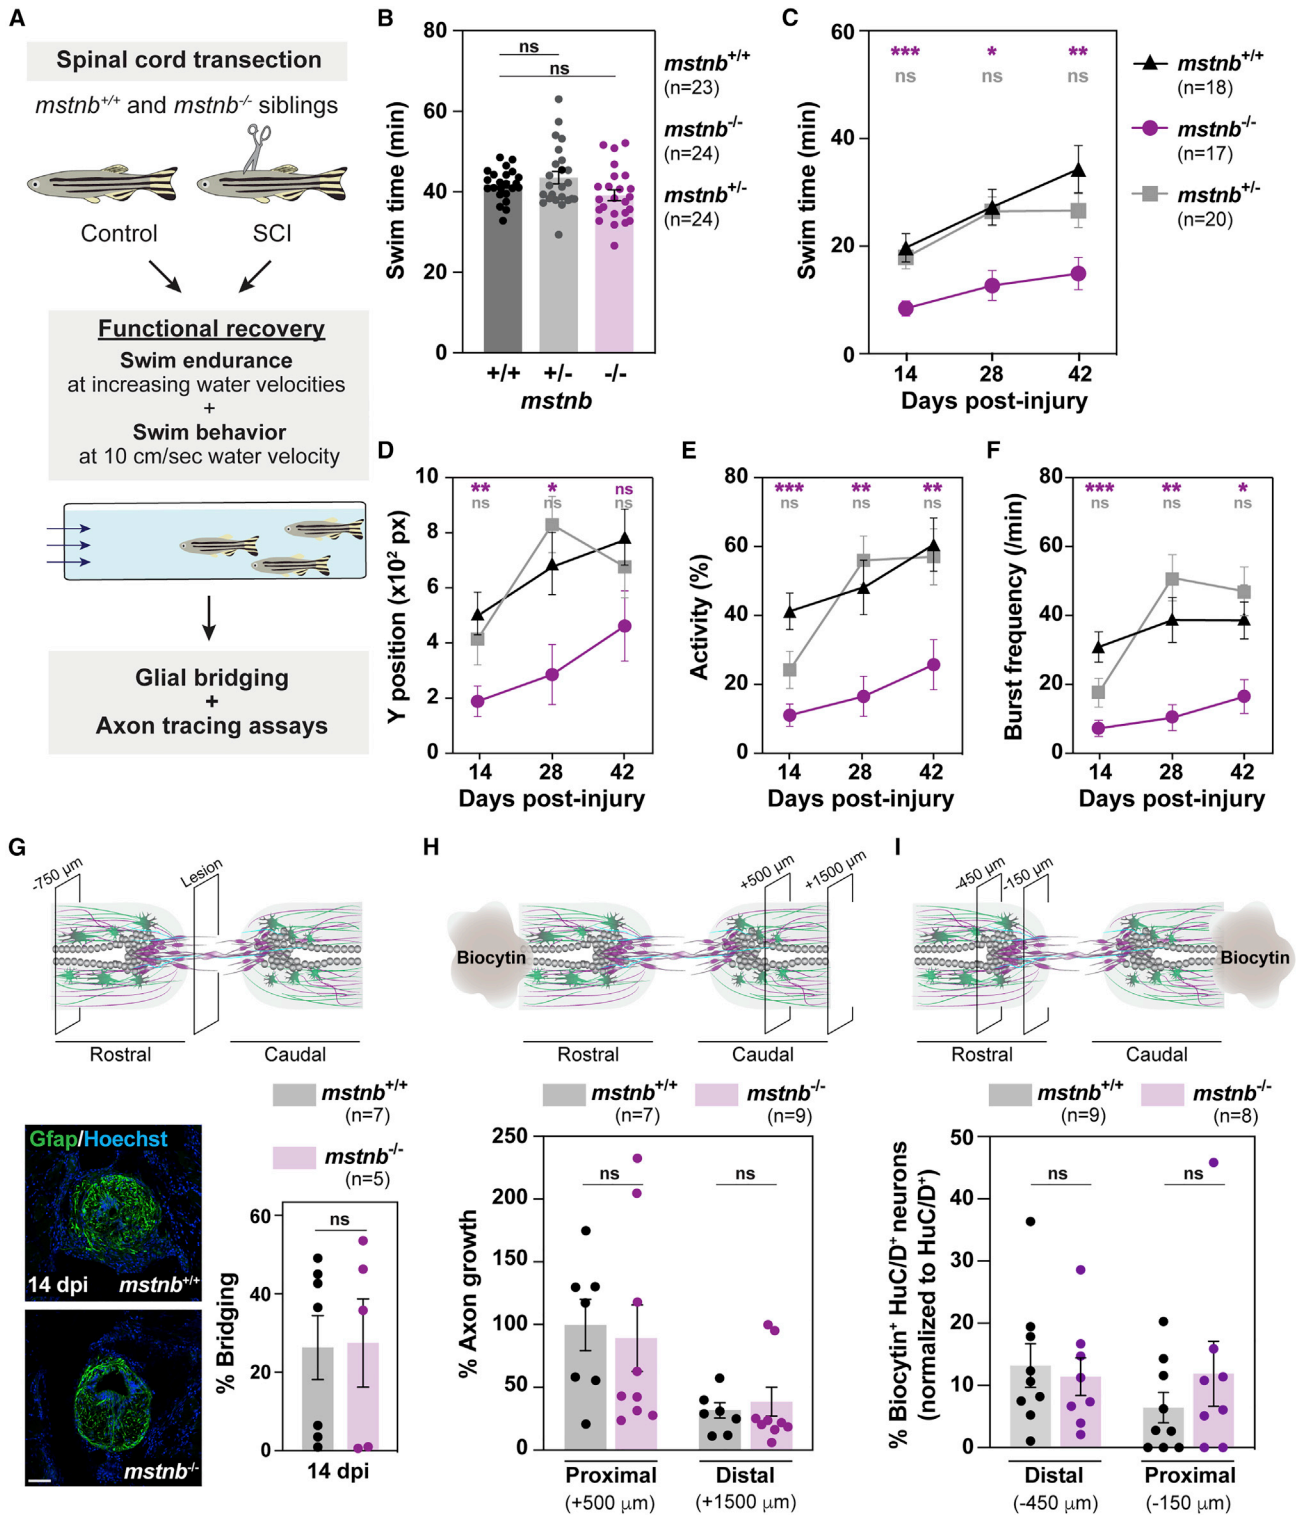 A
Spinal cord transection
mstnb+/+ and mstnb-/- siblings
Control
SCI
Functional recovery
Swim endurance
at increasing water velocities
+
Swim behavior
at 10 cm/sec water velocity
Glial bridging
+
Axon tracing assays
B
Swim time (min)
80
60
40
20
0
ns
ns
+/+
+/-
-/-
mstnb
mstnb+/+
(n=23)
mstnb-/-
(n=24)
mstnb+/-
(n=24)
C
Swim time (min)
60
40
20
0
*** * **
ns ns ns
14 28 42
Days post-injury
mstnb+/+
(n=18)
mstnb-/-
(n=17)
mstnb+/-
(n=20)
D
Y position (x10² px)
10
8
6
4
2
0
** * ns
ns ns ns
14 28 42
Days post-injury
E
Activity (%)
80
60
40
20
0
*** ** **
ns ns ns
14 28 42
Days post-injury
F
Burst frequency (/min)
80
60
40
20
0
*** ** *
ns ns ns
14 28 42
Days post-injury
G
-750 µm
Lesion
Rostral
Caudal
Gfap/Hoechst
14 dpi
mstnb+/+
mstnb-/-
mstnb+/+
(n=7)
mstnb-/-
(n=5)
% Bridging
60
40
20
0
ns
14 dpi
H
+500 µm
+1500 µm
Biocytin
Rostral
Caudal
mstnb+/+
(n=7)
mstnb-/-
(n=9)
% Axon growth
250
200
150
100
50
0
ns
ns
Proximal
(+500 µm)
Distal
(+1500 µm)
I
-450 µm
-150 µm
Biocytin
Rostral
Caudal
mstnb+/+
(n=9)
mstnb-/-
(n=8)
% Biocytin+ HuC/D+ neurons
(normalized to HuC/D+)
50
40
30
20
10
0
ns
ns
Distal
(-450 µm)
Proximal
(-150 µm)